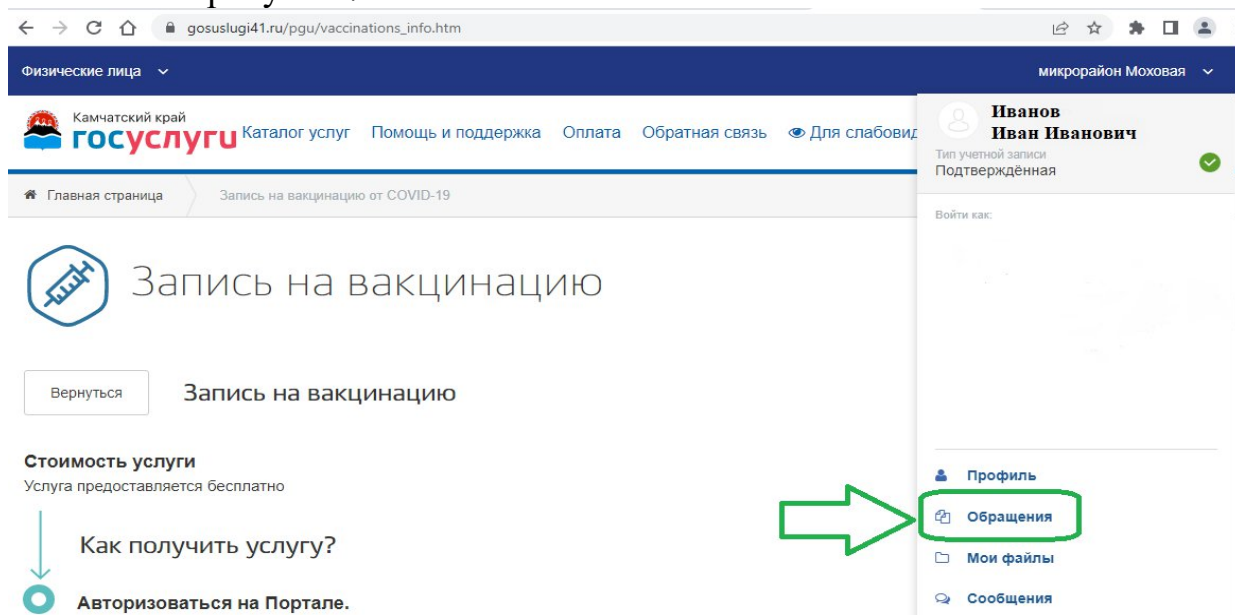 gosuslugi41.ru/pgu/vaccinations_info.htm
Физические лица
микрорайон Моховая
Камчатский край
госуслуги
Каталог услуг Помощь и поддержка Оплата Обратная связь Для слабовид
Иванов
Иван Иванович
Тип учетной записи
Подтверждённая
Главная страница Запись на вакцинацию от COVID-19
Войти как:
Запись на вакцинацию
Вернуться Запись на вакцинацию
Стоимость услуги
Услуга предоставляется бесплатно
Профиль
Обращения
Как получить услугу?
Мои файлы
Авторизоваться на Портале.
Сообщения